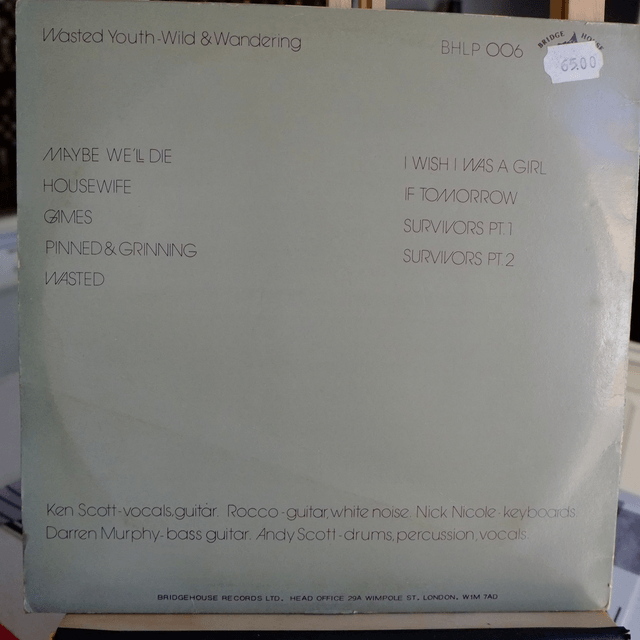 Wasted Youth-Wild & Wandering
BHLP 006
BRIDGE HOUSE
65.00
MAYBE WE'LL DIE
HOUSEWIFE
GAMES
PINNED & GRINNING
WASTED
I WISH I WAS A GIRL
IF TOMORROW
SURVIVORS PT.1
SURVIVORS PT.2
Ken Scott-vocals,guitar. Rocco-guitar,white noise. Nick Nicole-keyboards.
Darren Murphy-bass guitar. Andy Scott-drums,percussion,vocals.
BRIDGEHOUSE RECORDS LTD. HEAD OFFICE 29A WIMPOLE ST. LONDON. W1M 7AD